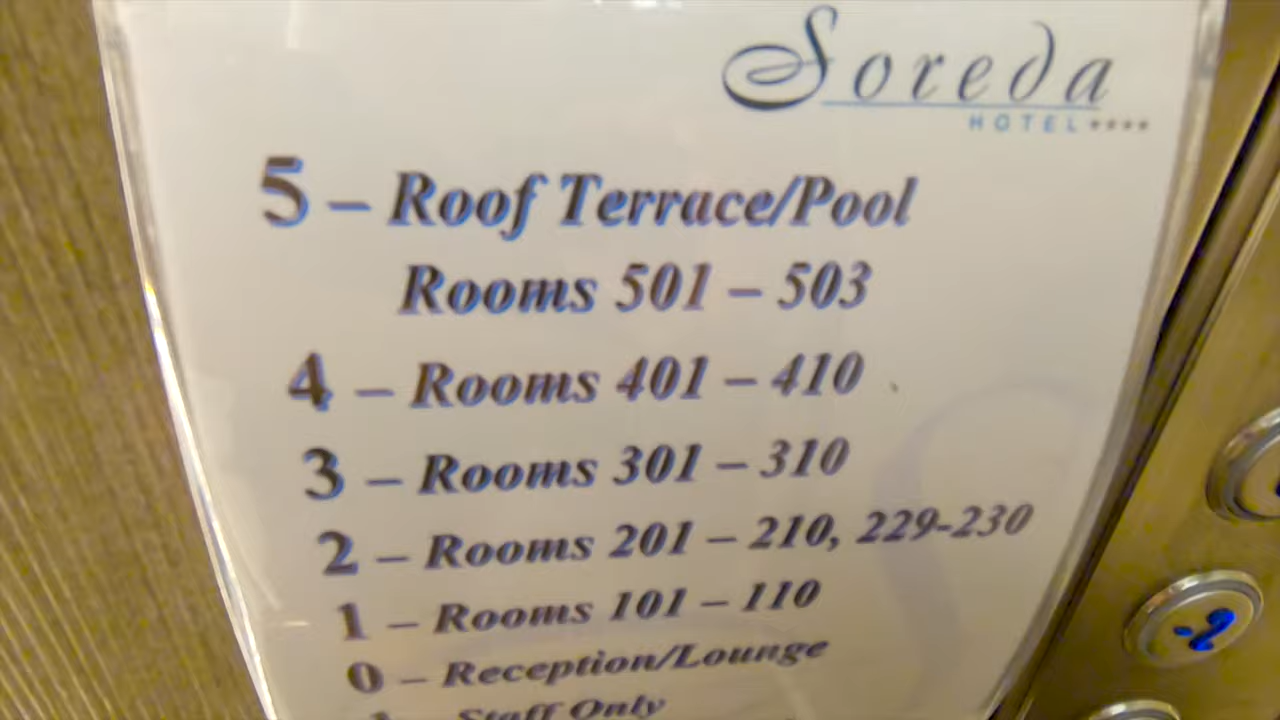 Soreda
HOTEL****
5 – Roof Terrace/Pool
Rooms 501 – 503
4 – Rooms 401 – 410
3 – Rooms 301 – 310
2 – Rooms 201 – 210, 229-230
1 – Rooms 101 – 110
0 – Reception/Lounge
Staff Only
-2